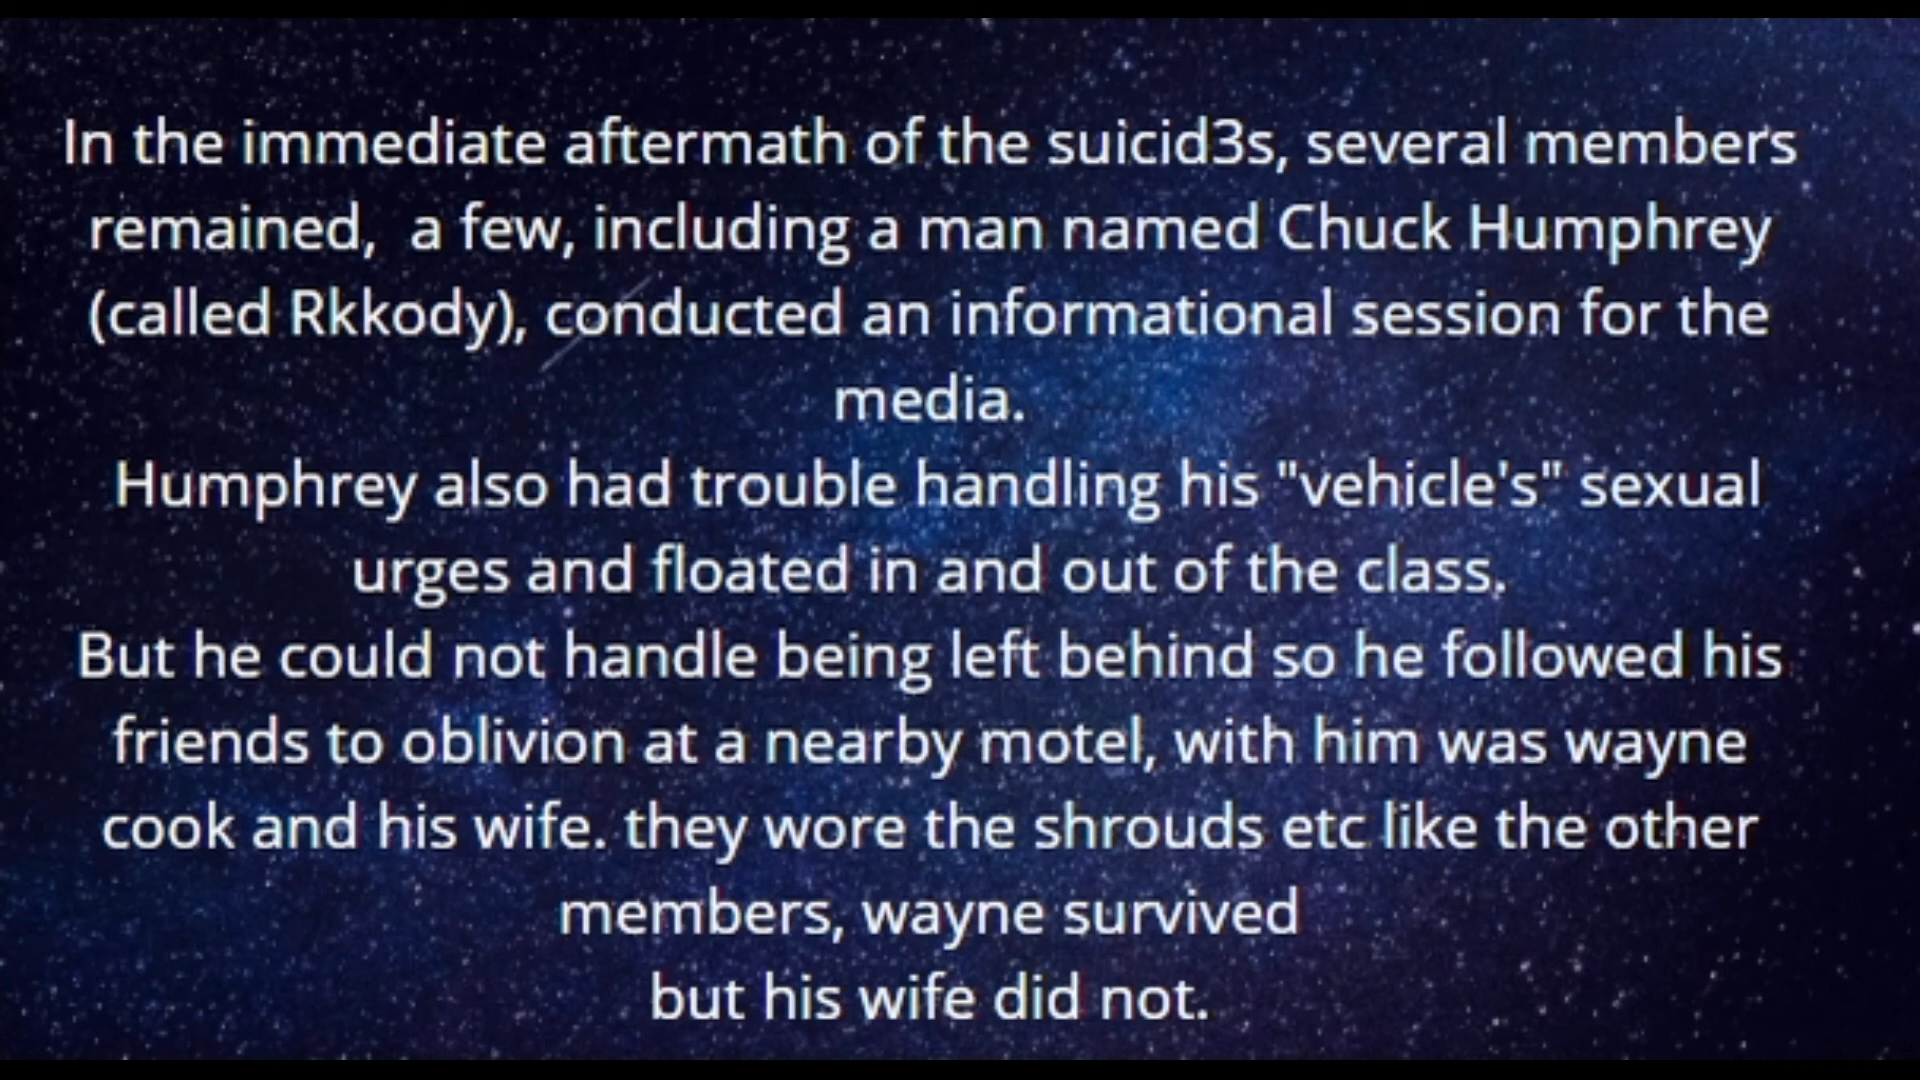 In the immediate aftermath of the suicid3s, several members
remained,  a few, including a man named Chuck Humphrey
(called Rkkody), conducted an informational session for the
media.
Humphrey also had trouble handling his "vehicle's" sexual
urges and floated in and out of the class.
But he could not handle being left behind so he followed his
friends to oblivion at a nearby motel, with him was wayne
cook and his wife. they wore the shrouds etc like the other
members, wayne survived
but his wife did not.